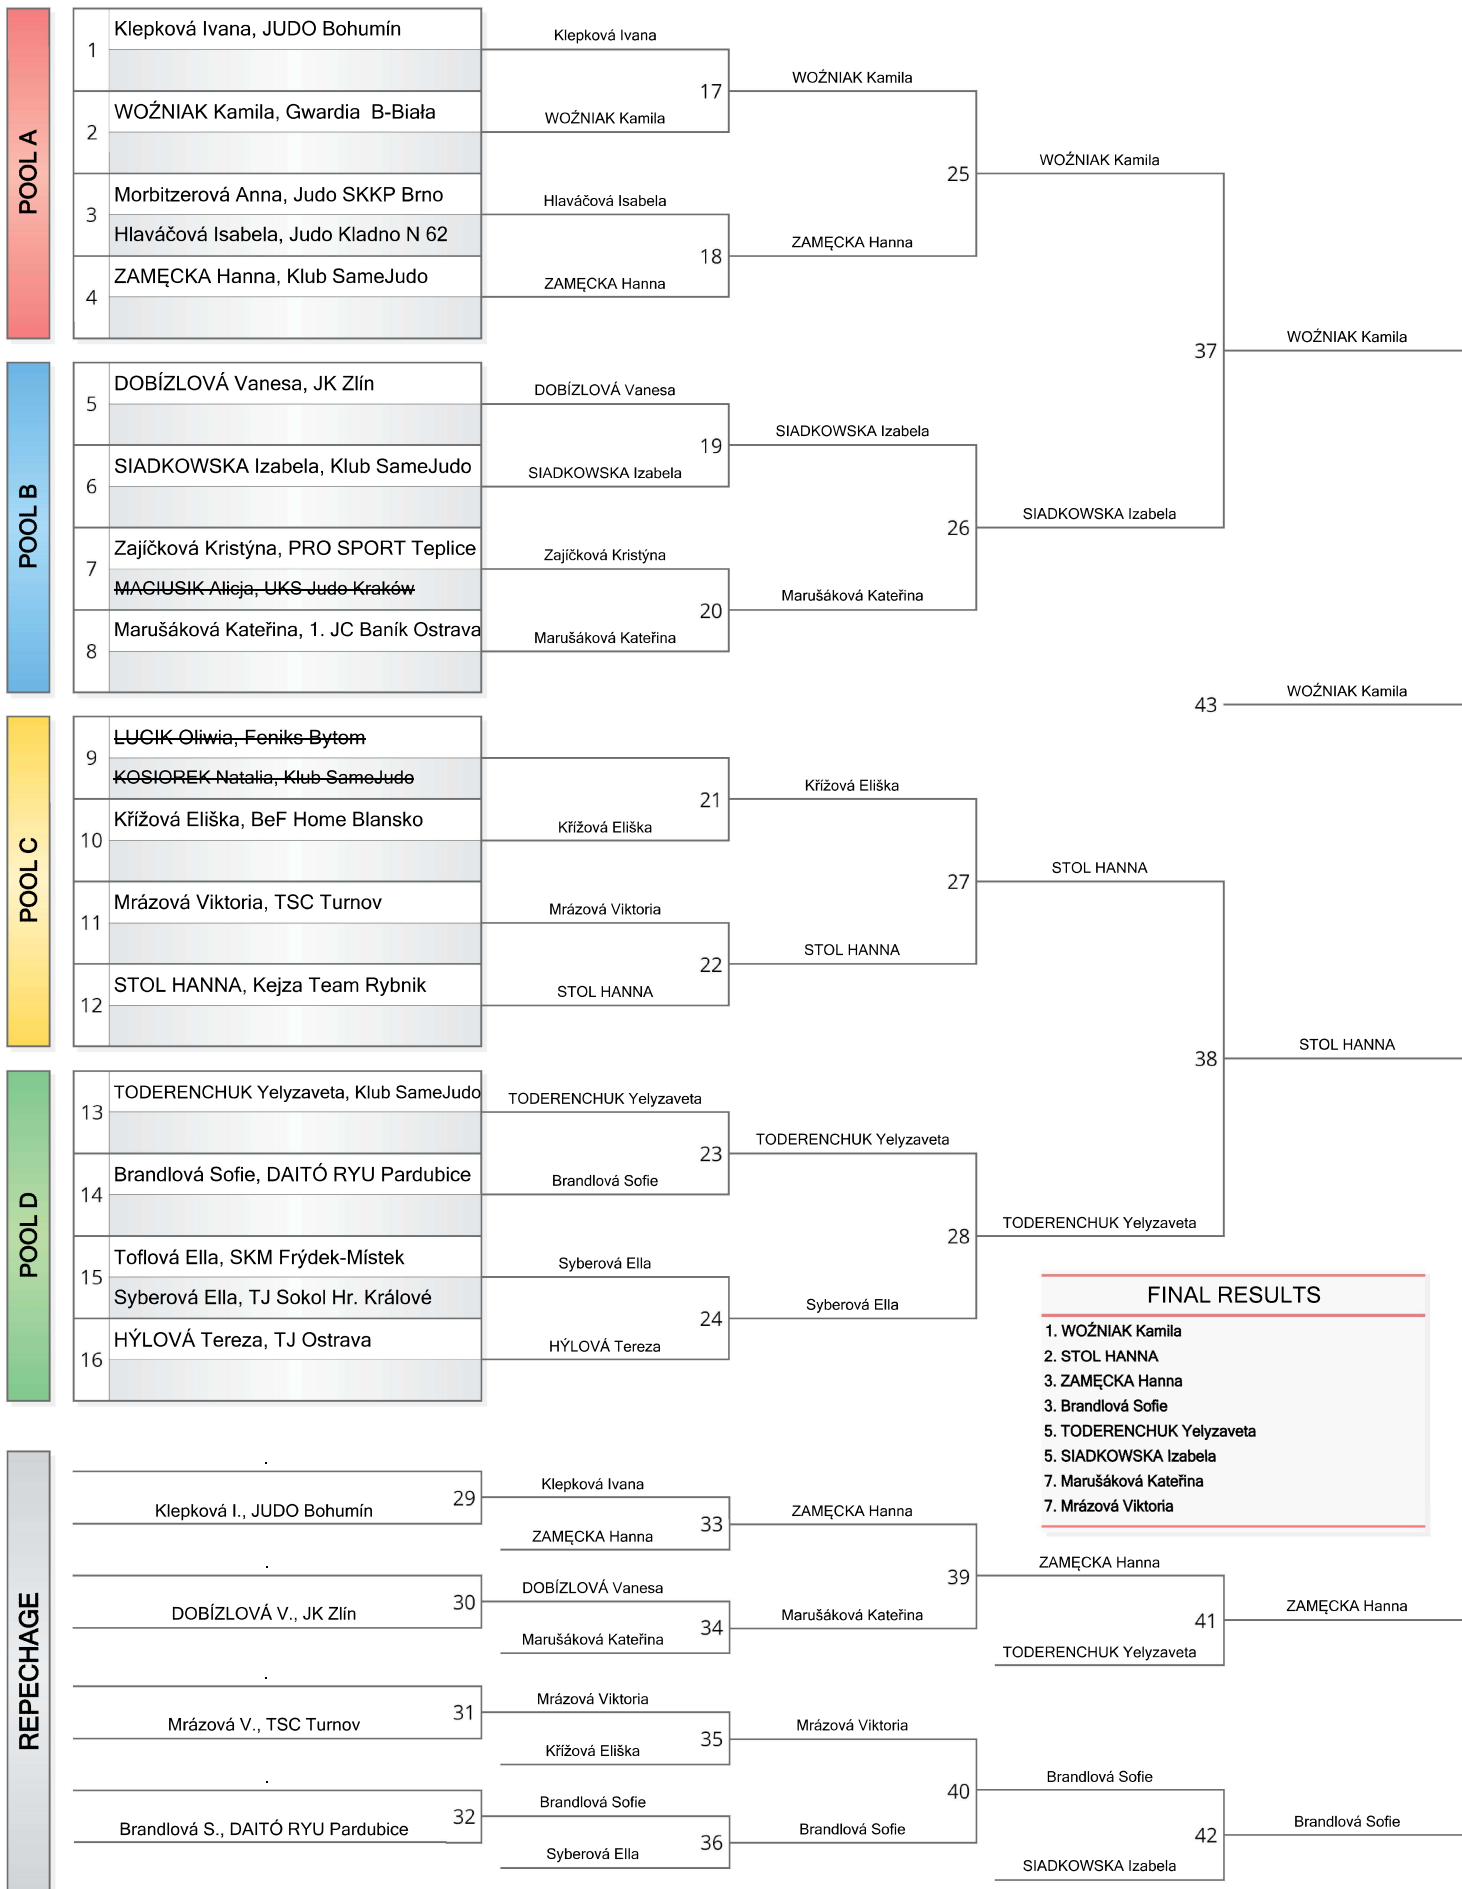 POOL A
1
Klepková Ivana, JUDO Bohumín
2
WOŹNIAK Kamila, Gwardia  B-Biała
3
Morbitzerová Anna, Judo SKKP Brno
Hlaváčová Isabela, Judo Kladno N 62
4
ZAMĘCKA Hanna, Klub SameJudo
POOL B
5
DOBÍZLOVÁ Vanesa, JK Zlín
6
SIADKOWSKA Izabela, Klub SameJudo
7
Zajíčková Kristýna, PRO SPORT Teplice
MACIUSIK Alicja, UKS Judo Kraków
8
Marušáková Kateřina, 1. JC Baník Ostrava
POOL C
9
LUCIK Oliwia, Feniks Bytom
KOSIOREK Natalia, Klub SameJudo
10
Křížová Eliška, BeF Home Blansko
11
Mrázová Viktoria, TSC Turnov
12
STOL HANNA, Kejza Team Rybnik
POOL D
13
TODERENCHUK Yelyzaveta, Klub SameJudo
14
Brandlová Sofie, DAITÓ RYU Pardubice
15
Toflová Ella, SKM Frýdek-Místek
Syberová Ella, TJ Sokol Hr. Králové
16
HÝLOVÁ Tereza, TJ Ostrava
Klepková Ivana
17
WOŹNIAK Kamila
Hlaváčová Isabela
18
ZAMĘCKA Hanna
DOBÍZLOVÁ Vanesa
19
SIADKOWSKA Izabela
Zajíčková Kristýna
20
Marušáková Kateřina
21
Křížová Eliška
Mrázová Viktoria
22
STOL HANNA
TODERENCHUK Yelyzaveta
23
Brandlová Sofie
Syberová Ella
24
HÝLOVÁ Tereza
WOŹNIAK Kamila
25
ZAMĘCKA Hanna
SIADKOWSKA Izabela
26
Marušáková Kateřina
Křížová Eliška
27
STOL HANNA
TODERENCHUK Yelyzaveta
28
Syberová Ella
WOŹNIAK Kamila
37
SIADKOWSKA Izabela
STOL HANNA
38
TODERENCHUK Yelyzaveta
WOŹNIAK Kamila
43
WOŹNIAK Kamila
STOL HANNA
FINAL RESULTS
1. WOŹNIAK Kamila
2. STOL HANNA
3. ZAMĘCKA Hanna
3. Brandlová Sofie
5. TODERENCHUK Yelyzaveta
5. SIADKOWSKA Izabela
7. Marušáková Kateřina
7. Mrázová Viktoria
REPECHAGE
.
29
Klepková I., JUDO Bohumín
.
30
DOBÍZLOVÁ V., JK Zlín
.
31
Mrázová V., TSC Turnov
.
32
Brandlová S., DAITÓ RYU Pardubice
Klepková Ivana
33
ZAMĘCKA Hanna
DOBÍZLOVÁ Vanesa
34
Marušáková Kateřina
Mrázová Viktoria
35
Křížová Eliška
Brandlová Sofie
36
Syberová Ella
ZAMĘCKA Hanna
39
Marušáková Kateřina
Mrázová Viktoria
40
Brandlová Sofie
ZAMĘCKA Hanna
41
TODERENCHUK Yelyzaveta
Brandlová Sofie
42
SIADKOWSKA Izabela
ZAMĘCKA Hanna
Brandlová Sofie